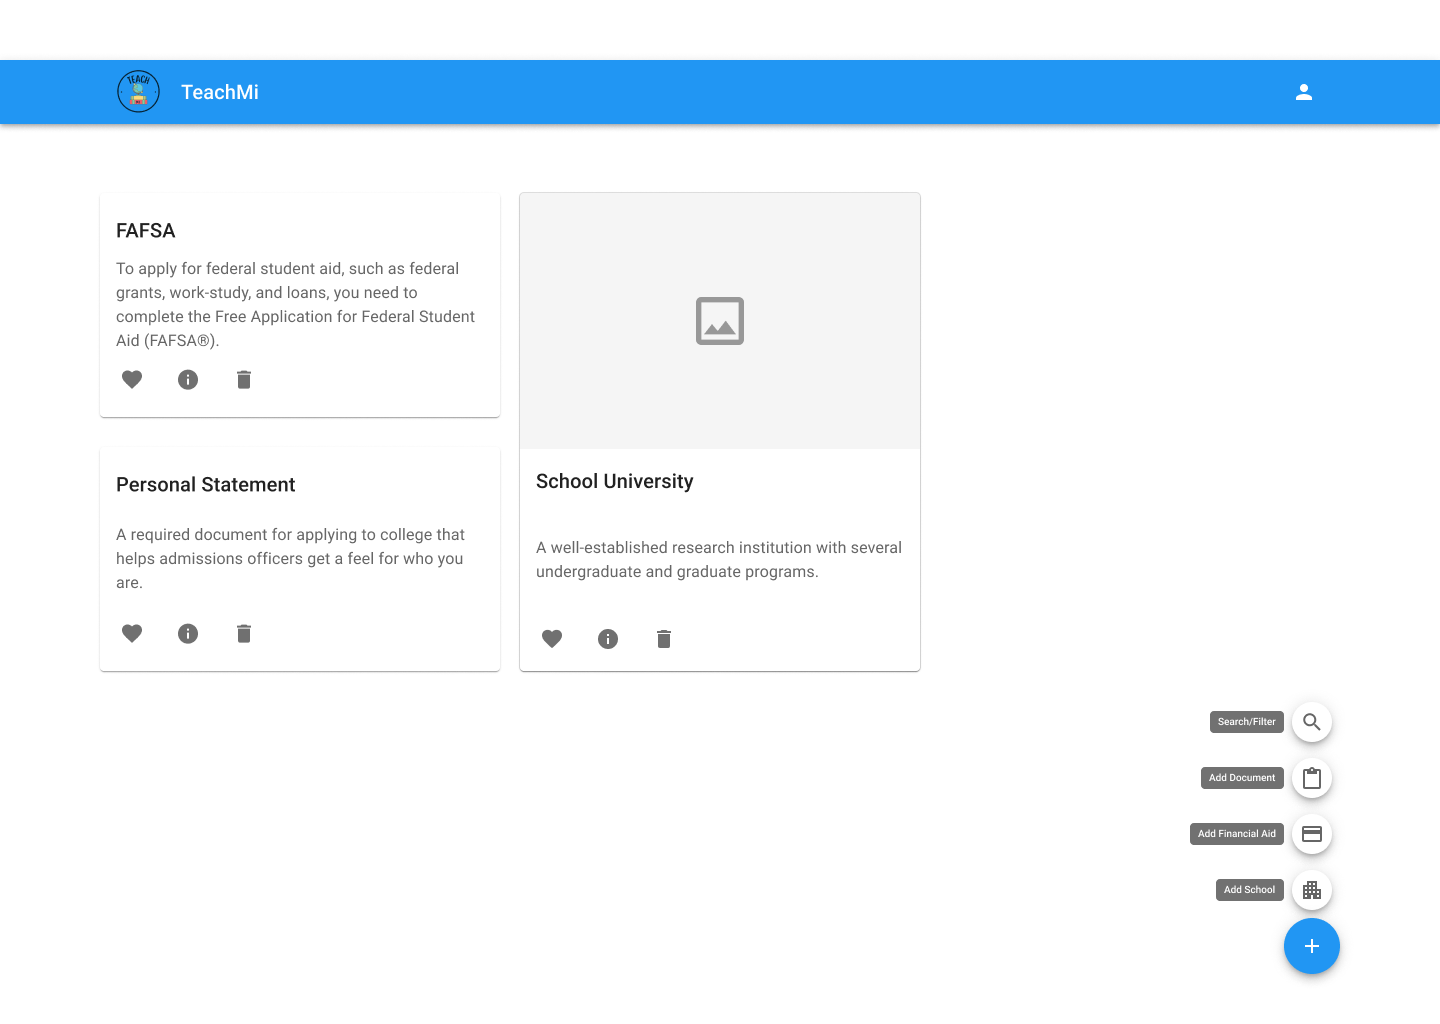 TEACH
TeachMi
FAFSA
To apply for federal student aid, such as federal
grants, work-study, and loans, you need to
complete the Free Application for Federal Student
Aid (FAFSA®).
Personal Statement
A required document for applying to college that
helps admissions officers get a feel for who you
are.
School University
A well-established research institution with several
undergraduate and graduate programs.
Search/Filter
Add Document
Add Financial Aid
Add School